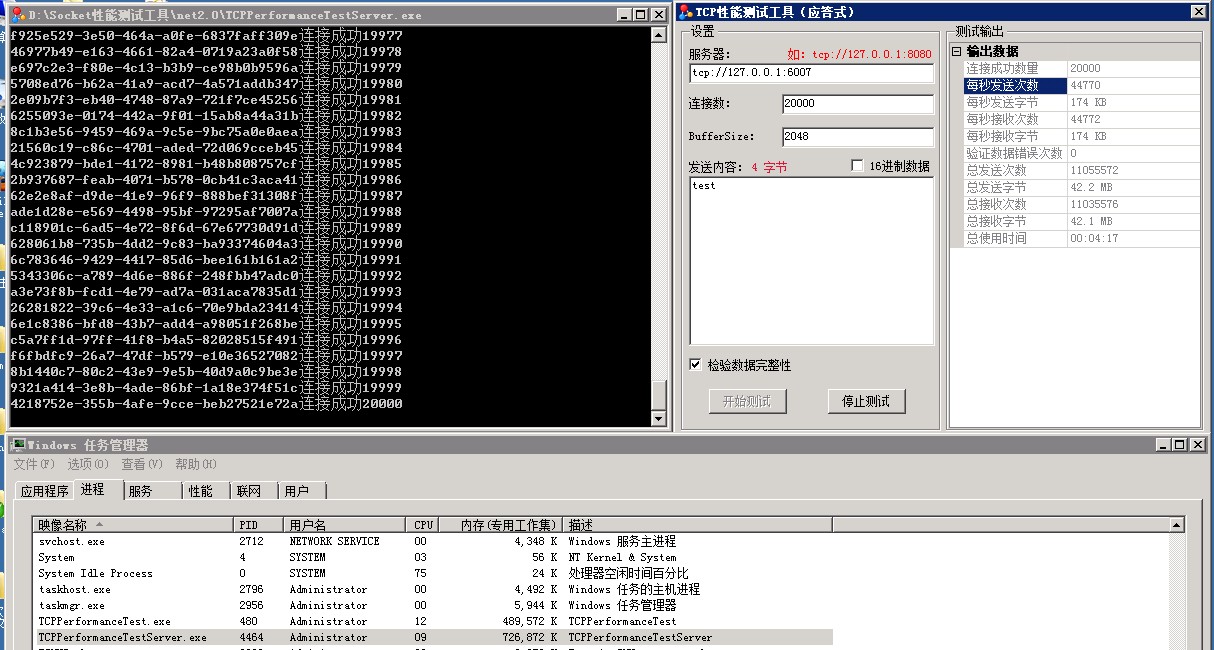 D:\Socket性能测试工具\net2.0\TCPPerformanceTestServer.exe
f925e529-3e50-464a-a0fe-6837faff309e连接成功19977
46977b49-e163-4661-82a4-0719a23a0f58连接成功19978
e697c2e3-f80e-4c13-b3b9-ce98b0b9596a连接成功19979
5708ed76-b62a-41a9-acd7-4a571addb347连接成功19980
2e09b7f3-eb40-4748-87a9-721f7ce45256连接成功19981
6255093e-0174-442a-9f01-15ab8a44a31b连接成功19982
8c1b3e56-9459-469a-9c5e-9bc75a0e0aea连接成功19983
21560c19-c86c-4701-aded-72d069cceb45连接成功19984
4c923879-bde1-4172-8981-b48b808757cf连接成功19985
2b937687-feab-4071-b578-0cb41c3aca41连接成功19986
62e2e8af-d9de-41e9-96f9-888bef31308f连接成功19987
ade1d28e-e569-4498-95bf-97295af7007a连接成功19988
c118901c-6ad5-4e72-8f6d-67e67730d91d连接成功19989
628061b8-735b-4dd2-9c83-ba93374604a3连接成功19990
6c783646-9429-4417-85d6-bee161b161a2连接成功19991
5343306c-a789-4d6e-886f-248fbb47adc0连接成功19992
a3e73f8b-fcd1-4e79-ad7a-031aca7835d1连接成功19993
26281822-39c6-4e33-a1c6-70e9bda23414连接成功19994
6e1c8386-bfd8-43b7-add4-a98051f268be连接成功19995
c5a7ff1d-97ff-41f8-b4a5-82028515f491连接成功19996
f6fbdfc9-26a7-47df-b579-e10e36527082连接成功19997
8b1440c7-80c2-43e9-9e5b-40d9a0c9be3e连接成功19998
9321a414-3e8b-4ade-86bf-1a18e374f51c连接成功19999
4218752e-355b-4afe-9cce-beb27521e72a连接成功20000
TCP性能测试工具（应答式）
设置
服务器： 如：tcp://127.0.0.1:8080
tcp://127.0.0.1:6007
连接数： 20000
BufferSize： 2048
发送内容：4 字节 16进制数据
test
检验数据完整性
开始测试 停止测试
测试输出
输出数据
连接成功数量 20000
每秒发送次数 44770
每秒发送字节 174 KB
每秒接收次数 44772
每秒接收字节 174 KB
验证数据错误次数 0
总发送次数 11055572
总发送字节 42.2 MB
总接收次数 11035576
总接收字节 42.1 MB
总使用时间 00:04:17
Windows 任务管理器
文件(F) 选项(O) 查看(V) 帮助(H)
应用程序 进程 服务 性能 联网 用户
映像名称 PID 用户名 CPU 内存(专用工作集) 描述
svchost.exe 2712 NETWORK SERVICE 00 4,348 K Windows 服务主进程
System 4 SYSTEM 03 56 K NT Kernel & System
System Idle Process 0 SYSTEM 75 24 K 处理器空闲时间百分比
taskhost.exe 2796 Administrator 00 4,492 K Windows 任务的主机进程
taskmgr.exe 2956 Administrator 00 5,944 K Windows 任务管理器
TCPPerformanceTest.exe 480 Administrator 12 489,572 K TCPPerformanceTest
TCPPerformanceTestServer.exe 4464 Administrator 09 726,872 K TCPPerformanceTestServer